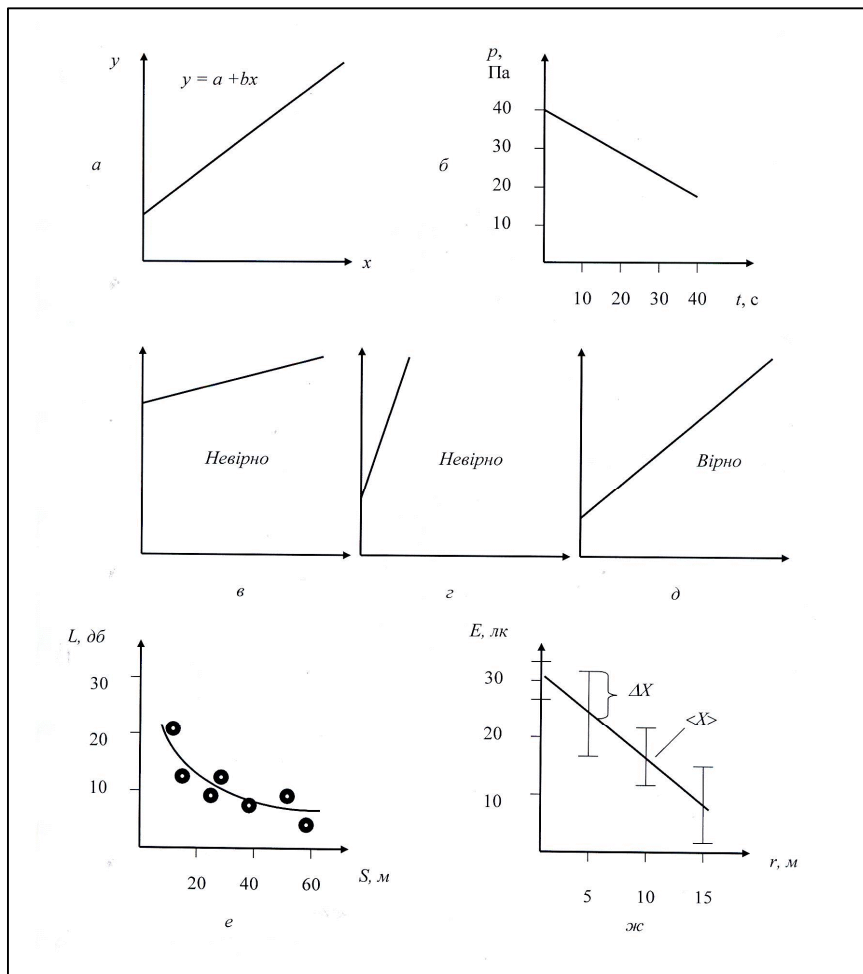 y
y = a +bx
а
x
p,
Па
40
30
20
10
б
10 20 30 40 t, с
Невірно
в
Невірно
г
Вірно
д
L, дб
30
20
10
20 40 60 S, м
е
E, лк
30
20
10
ΔX
<X>
r, м
5 10 15
ж